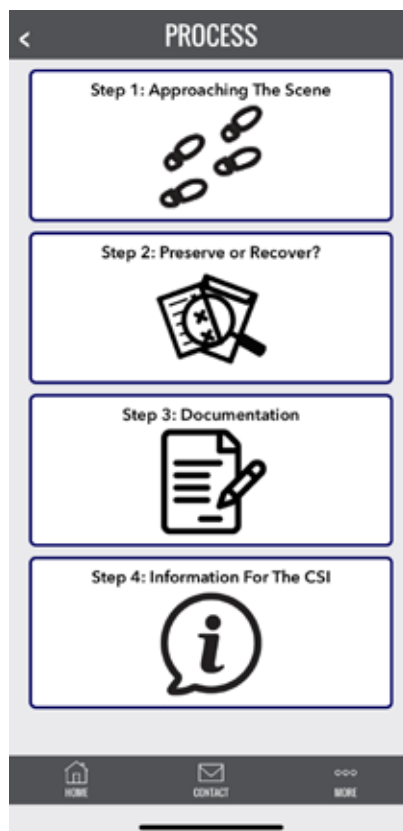 PROCESS
Step 1: Approaching The Scene
Step 2: Preserve or Recover?
Step 3: Documentation
Step 4: Information For The CSI
i
HOME CONTACT MORE